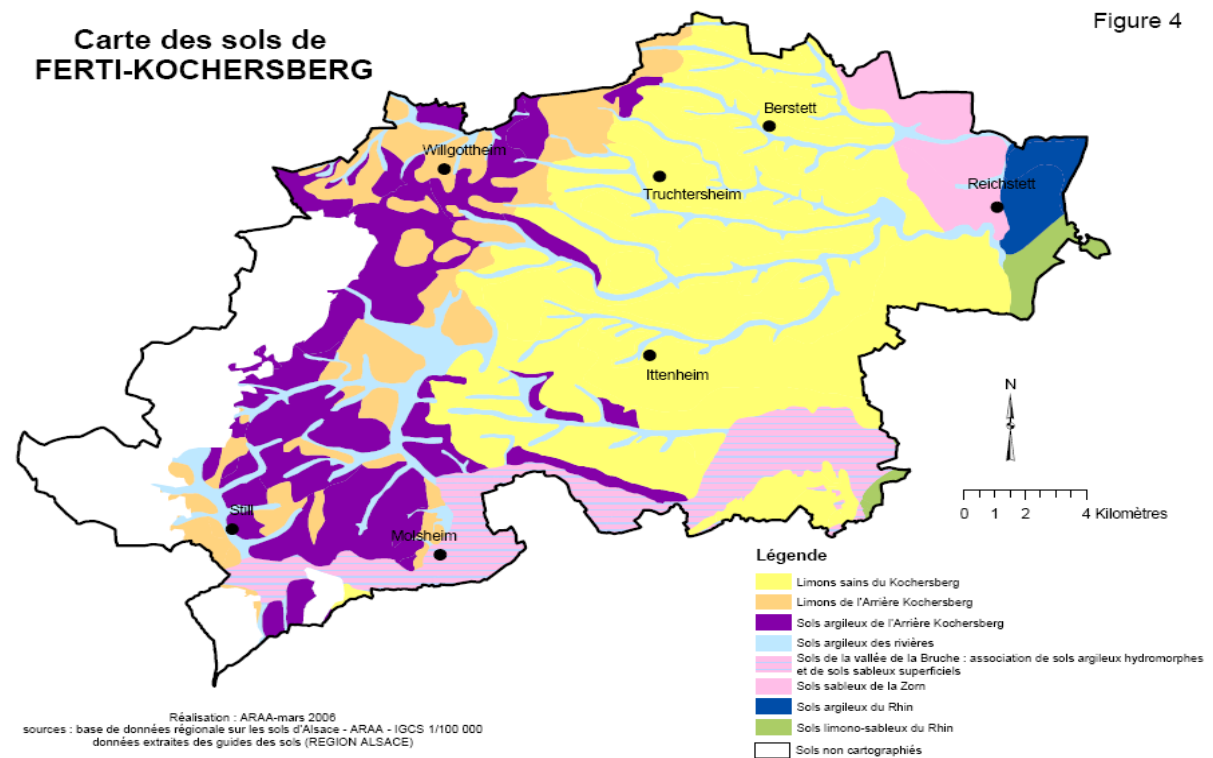 Figure 4
Carte des sols de
FERTI-KOCHERSBERG
Berstett
Willgottheim
Truchtersheim
Reichstett
Ittenheim
N
Still
Molsheim
0 1 2 4 Kilomètres
Légende
Limons sains du Kochersberg
Limons de l'Arrière Kochersberg
Sols argileux de l'Arrière Kochersberg
Sols argileux des rivières
Sols de la vallée de la Bruche : association de sols argileux hydromorphes
et de sols sableux superficiels
Sols sableux de la Zorn
Sols argileux du Rhin
Sols limono-sableux du Rhin
Sols non cartographiés
Réalisation : ARAA-mars 2006
sources : base de données régionale sur les sols d'Alsace - ARAA - IGCS 1/100 000
données extraites des guides des sols (REGION ALSACE)